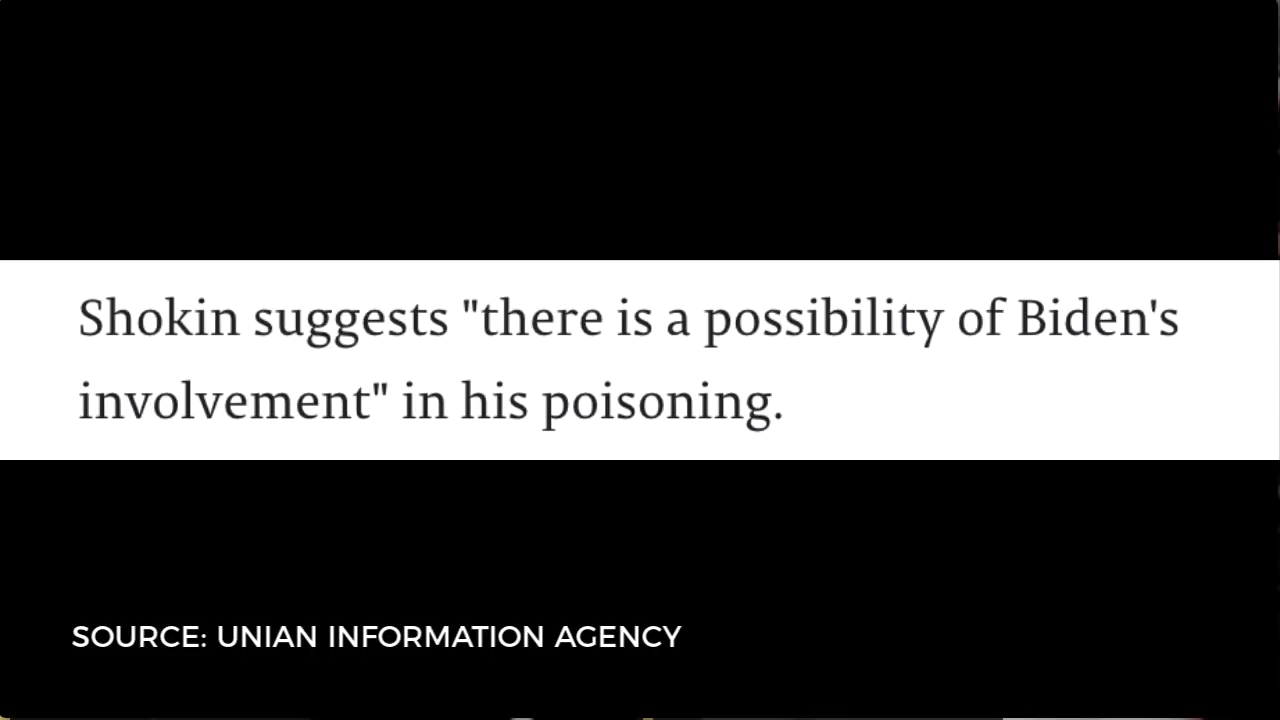 Shokin suggests "there is a possibility of Biden's
involvement" in his poisoning.
SOURCE: UNIAN INFORMATION AGENCY